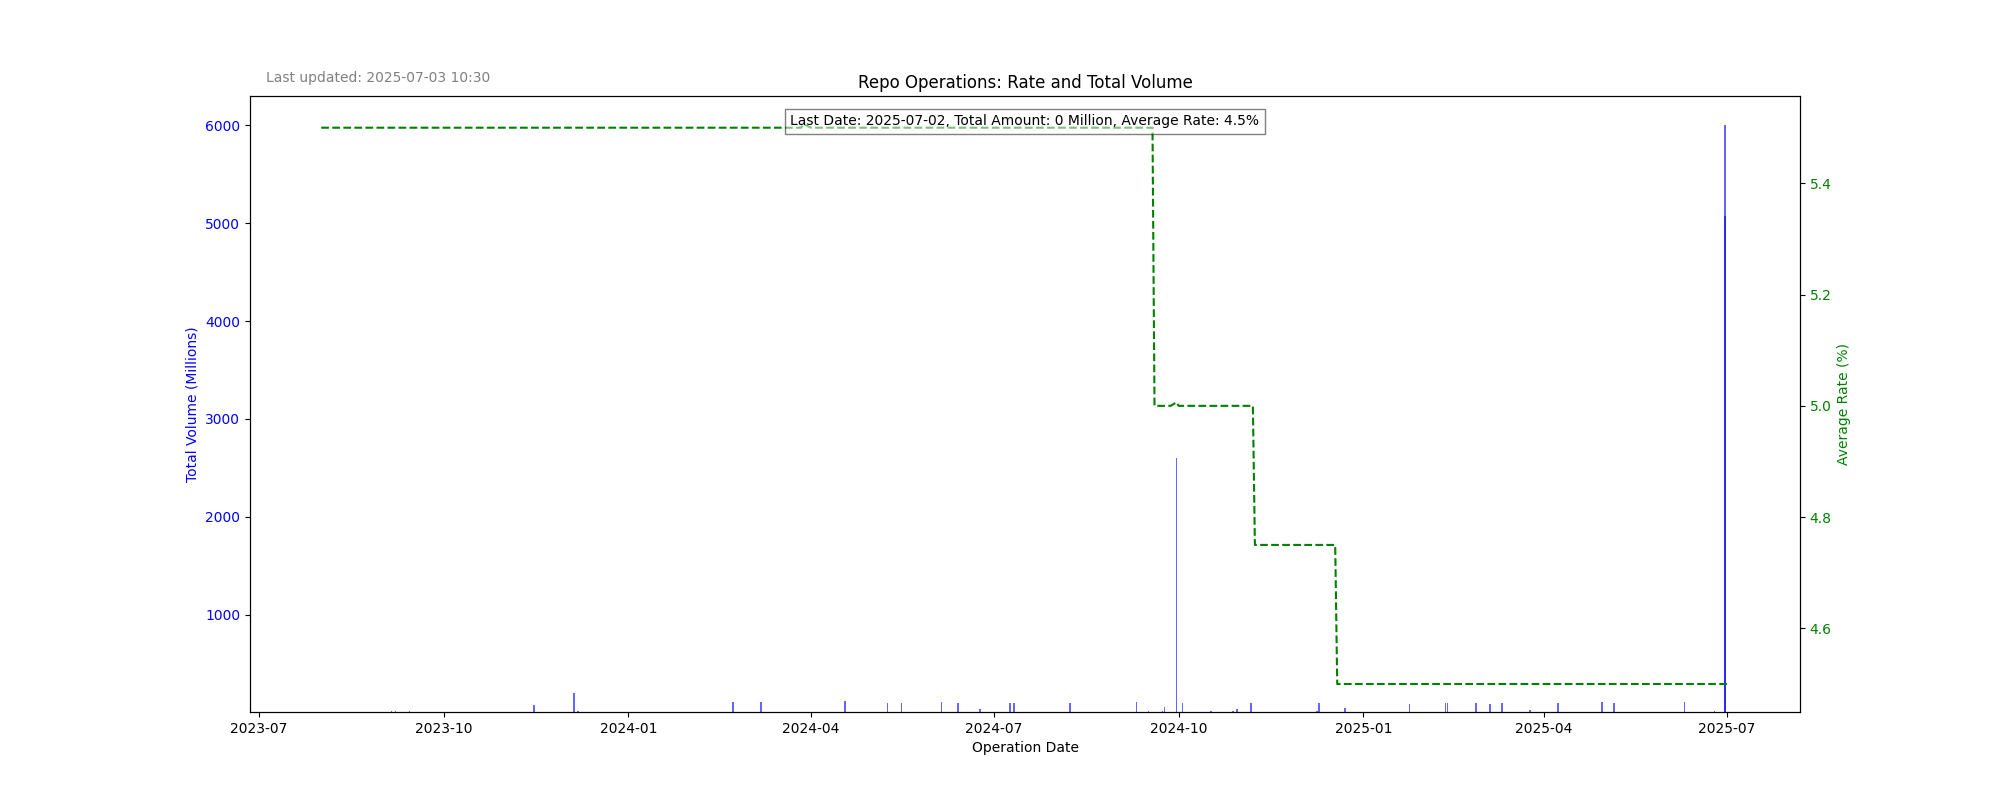 Last updated: 2025-07-03 10:30
Repo Operations: Rate and Total Volume
Last Date: 2025-07-02, Total Amount: 0 Million, Average Rate: 4.5%
6000
5000
4000
3000
2000
1000
Total Volume (Millions)
5.4
5.2
5.0
4.8
4.6
Average Rate (%)
2023-07 2023-10 2024-01 2024-04 2024-07 2024-10 2025-01 2025-04 2025-07
Operation Date